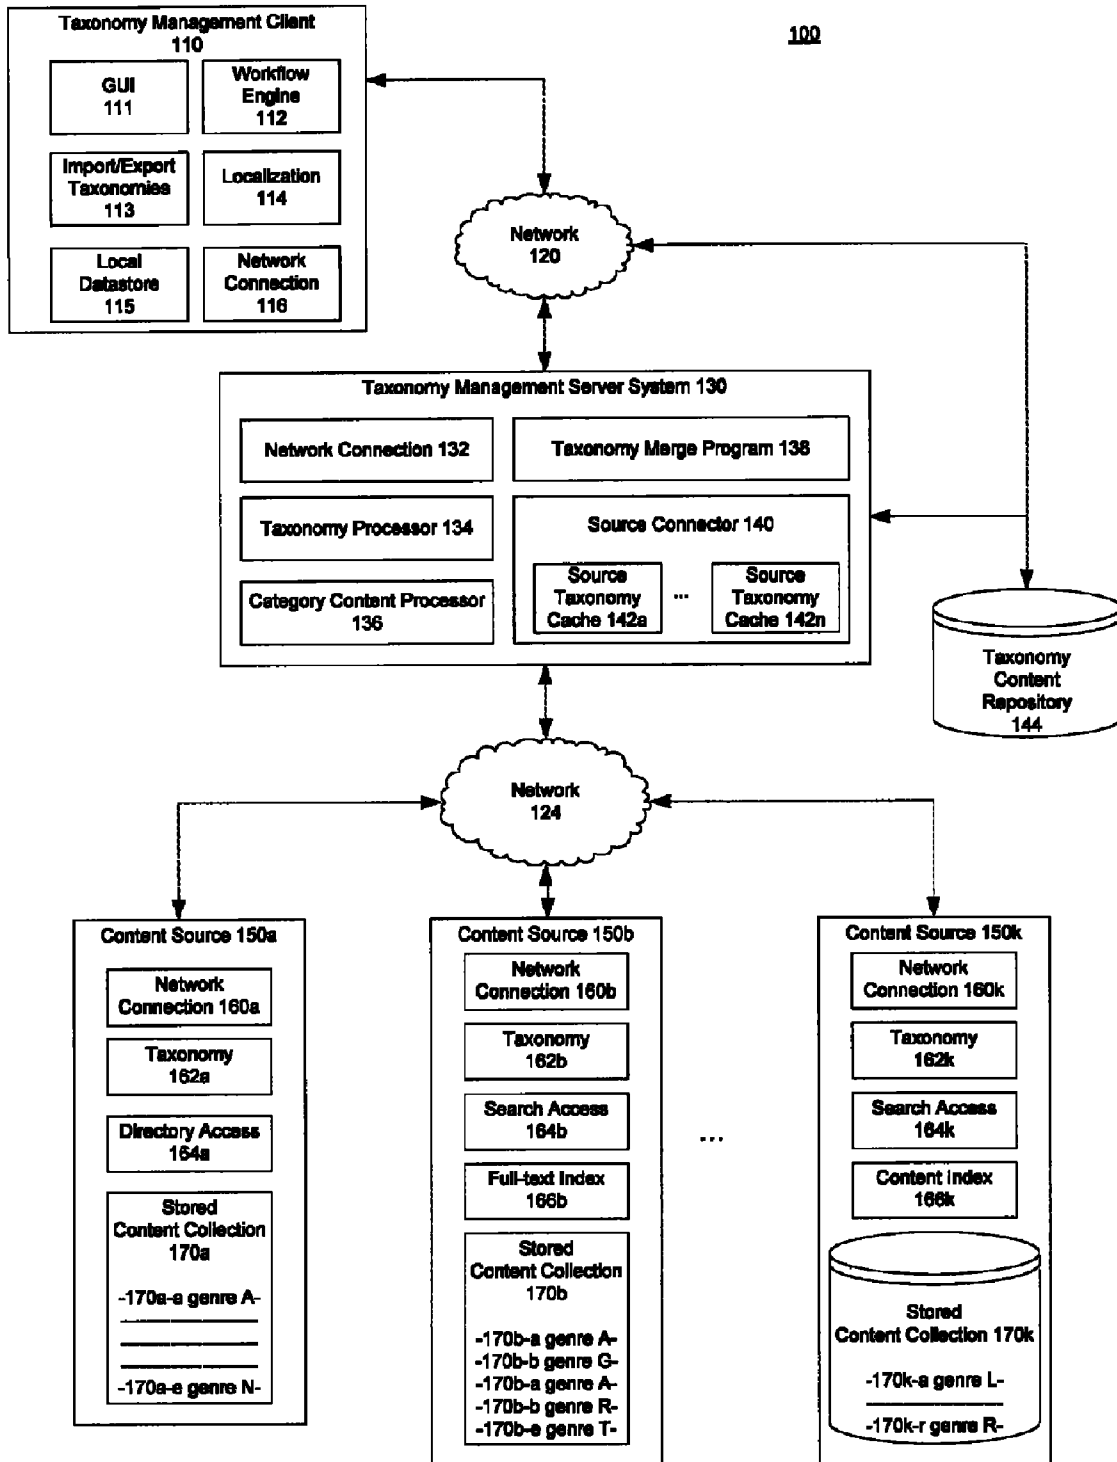 Taxonomy Management Client
110
100
GUI
111
Workflow
Engine
112
Import/Export
Taxonomies
113
Localization
114
Local
Datastore
115
Network
Connection
116
Network
120
Taxonomy Management Server System 130
Network Connection 132
Taxonomy Merge Program 138
Taxonomy Processor 134
Source Connector 140
Category Content Processor
136
Source
Taxonomy
Cache 142a
...
Source
Taxonomy
Cache 142n
Taxonomy
Content
Repository
144
Network
124
Content Source 150a
Network
Connection 160a
Taxonomy
162a
Directory Access
164a
Stored
Content Collection
170a
-170a-a genre A-
-170a-e genre N-
Content Source 150b
Network
Connection 160b
Taxonomy
162b
Search Access
164b
Full-text Index
166b
Stored
Content Collection
170b
-170b-a genre A-
-170b-b genre G-
-170b-a genre A-
-170b-b genre R-
-170b-e genre T-
...
Content Source 150k
Network
Connection 160k
Taxonomy
162k
Search Access
164k
Content Index
166k
Stored
Content Collection 170k
-170k-a genre L-
-170k-r genre R-